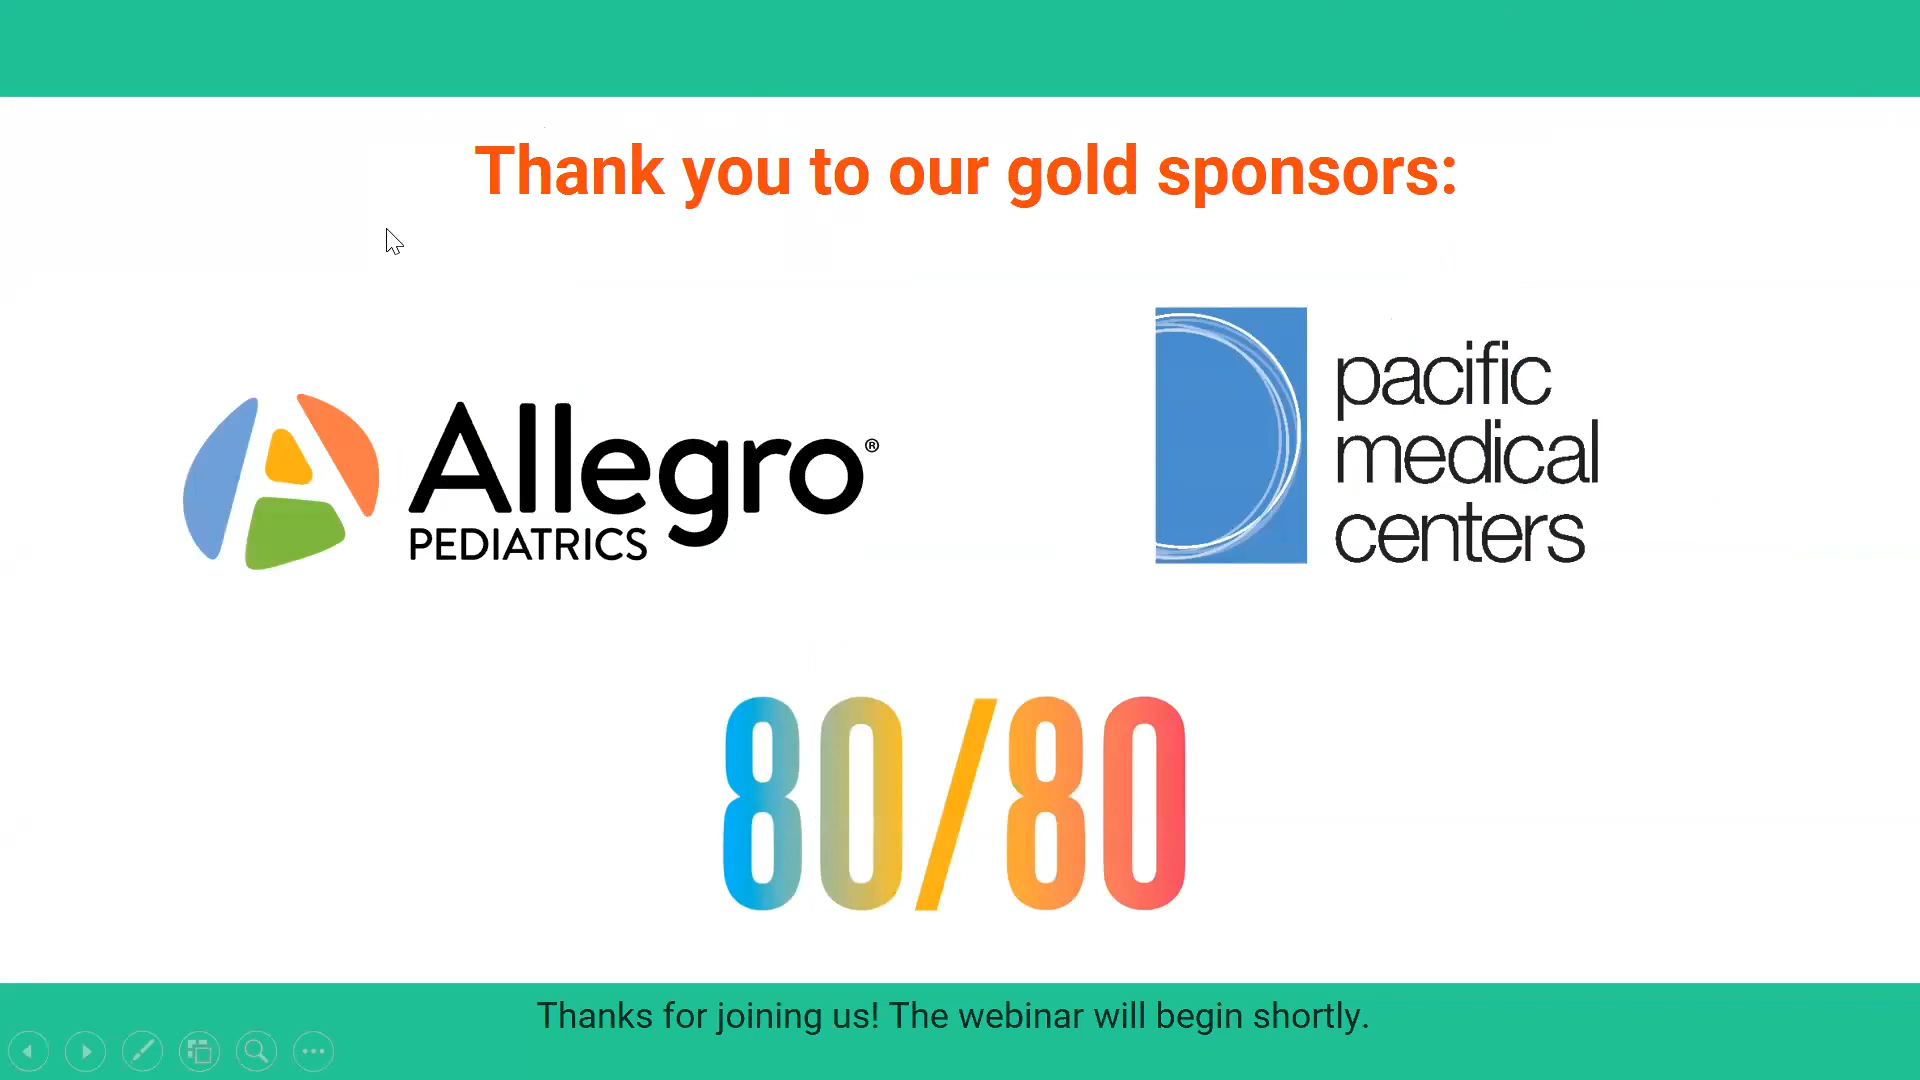 Thank you to our gold sponsors:
Allegro®
PEDIATRICS
pacific
medical
centers
80/80
Thanks for joining us! The webinar will begin shortly.